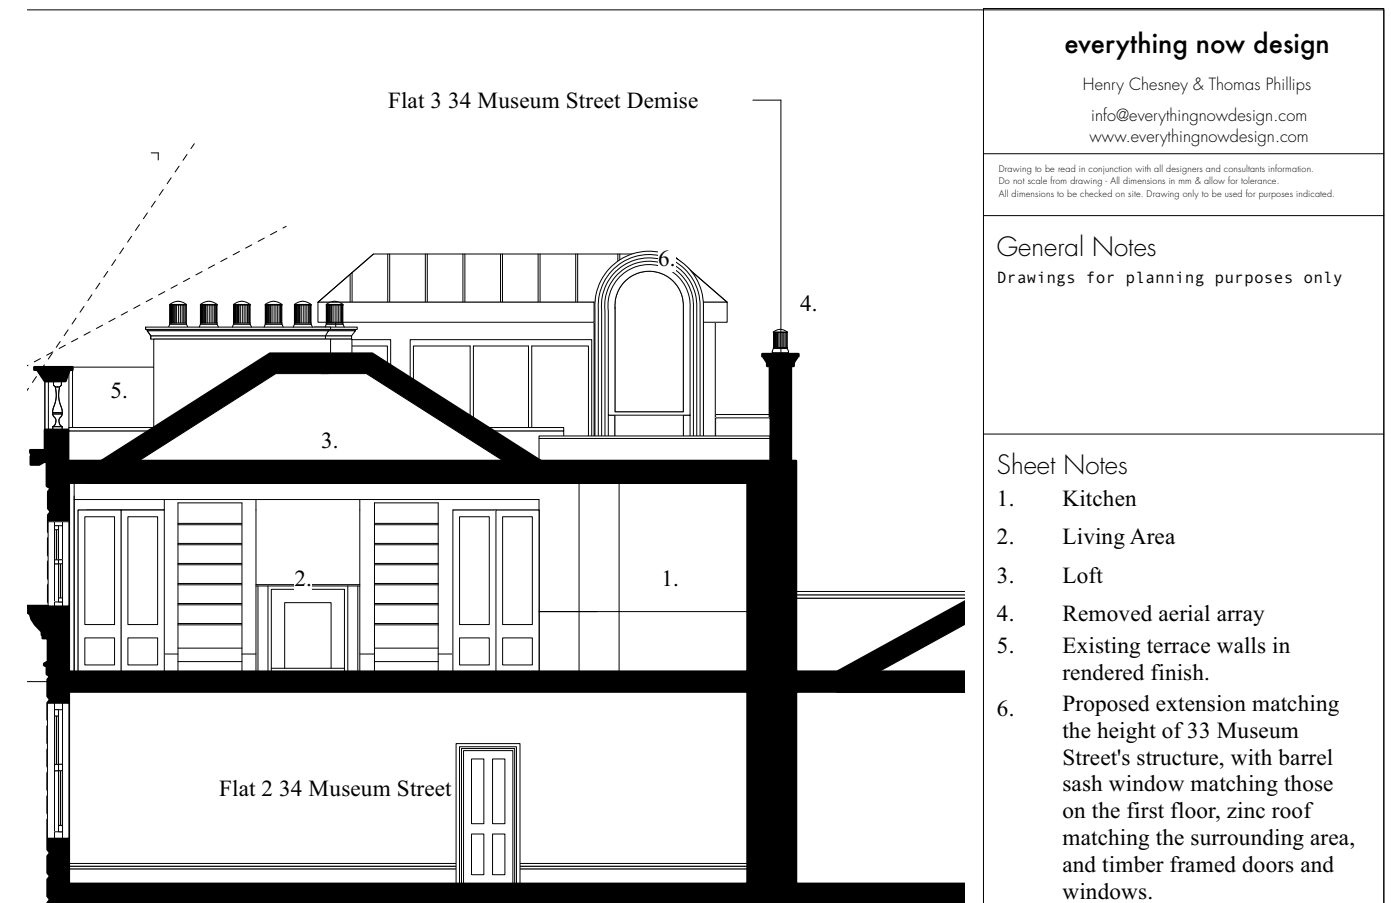 Flat 3 34 Museum Street Demise
6.
4.
5.
3.
2.
1.
Flat 2 34 Museum Street
everything now design
Henry Chesney & Thomas Phillips
info@everythingnowdesign.com
www.everythingnowdesign.com
Drawing to be read in conjunction with all designers and consultants information.
Do not scale from drawing - All dimensions in mm & allow for tolerance.
All dimensions to be checked on site. Drawing only to be used for purposes indicated.
General Notes
Drawings for planning purposes only
Sheet Notes
1. Kitchen
2. Living Area
3. Loft
4. Removed aerial array
5. Existing terrace walls in
rendered finish.
6. Proposed extension matching
the height of 33 Museum
Street's structure, with barrel
sash window matching those
on the first floor, zinc roof
matching the surrounding area,
and timber framed doors and
windows.